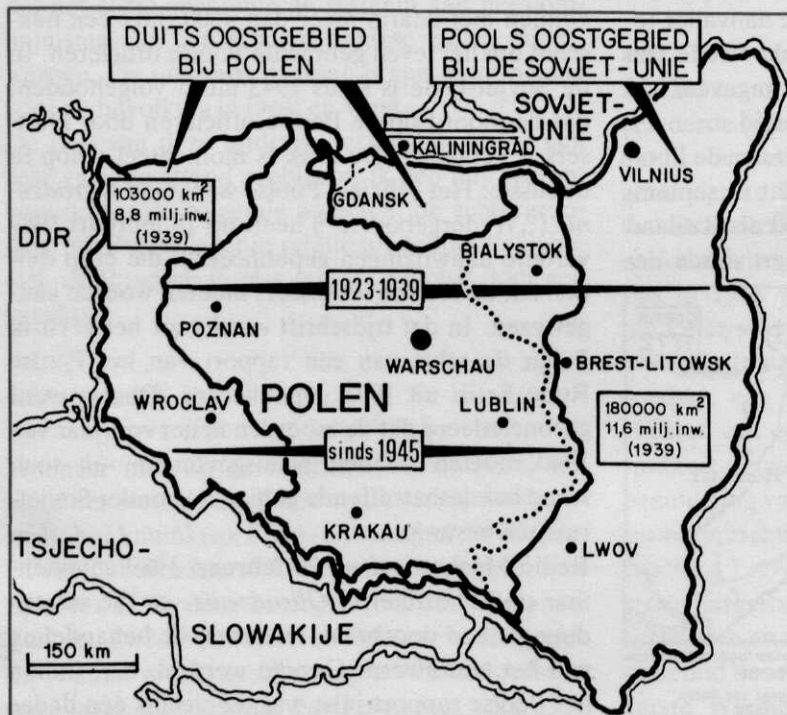 DUITS OOSTGEBIED
BIJ POLEN
POOLS OOSTGEBIED
BIJ DE SOVJET-UNIE
SOVJET-
UNIE
KALININGRAD
VILNIUS
GDANSK
103000 km²
8,8 milj.inw.
(1939)
DDR
BIALYSTOK
1923-1939
POZNAN
WARSCHAU
BREST-LITOWSK
POLEN
WROCLAW
LUBLIN
180000 km²
11,6 milj.inw.
(1939)
sinds 1945
KRAKAU
TSJECHO-
LWOV
SLOWAKIJE
150 km